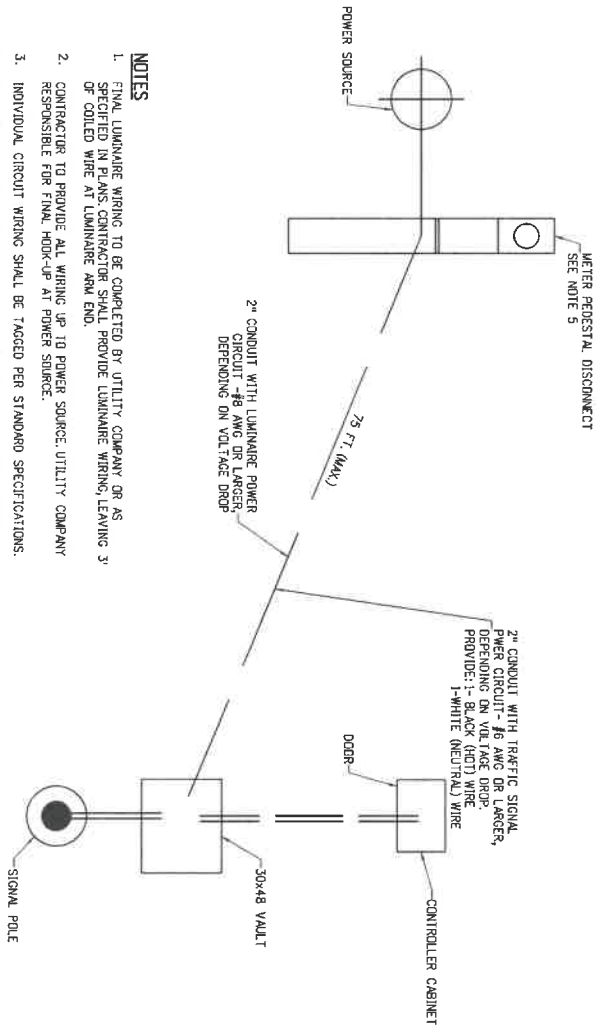 POWER SOURCE
METER PEDESTAL DISCONNECT
SEE NOTE 5
75 FT. (MAX.)
2" CONDUIT WITH LUMINAIRE POWER
CIRCUIT -#8 AWG OR LARGER,
DEPENDING ON VOLTAGE DROP
2" CONDUIT WITH TRAFFIC SIGNAL
PWER CIRCUIT- #6 AWG OR LARGER,
DEPENDING ON VOLTAGE DROP.
PROVIDE: 1- BLACK (HOT) WIRE
1-WHITE (NEUTRAL) WIRE
DOOR
CONTROLLER CABINET
30x48 VAULT
SIGNAL POLE
NOTES
1. FINAL LUMINAIRE WIRING TO BE COMPLETED BY UTILITY COMPANY OR AS
SPECIFIED IN PLANS. CONTRACTOR SHALL PROVIDE LUMINAIRE WIRING, LEAVING 3'
OF COILED WIRE AT LUMINAIRE ARM END.
2. CONTRACTOR TO PROVIDE ALL WIRING UP TO POWER SOURCE. UTILITY COMPANY
RESPONSIBLE FOR FINAL HOOK-UP AT POWER SOURCE.
3. INDIVIDUAL CIRCUIT WIRING SHALL BE TAGGED PER STANDARD SPECIFICATIONS.